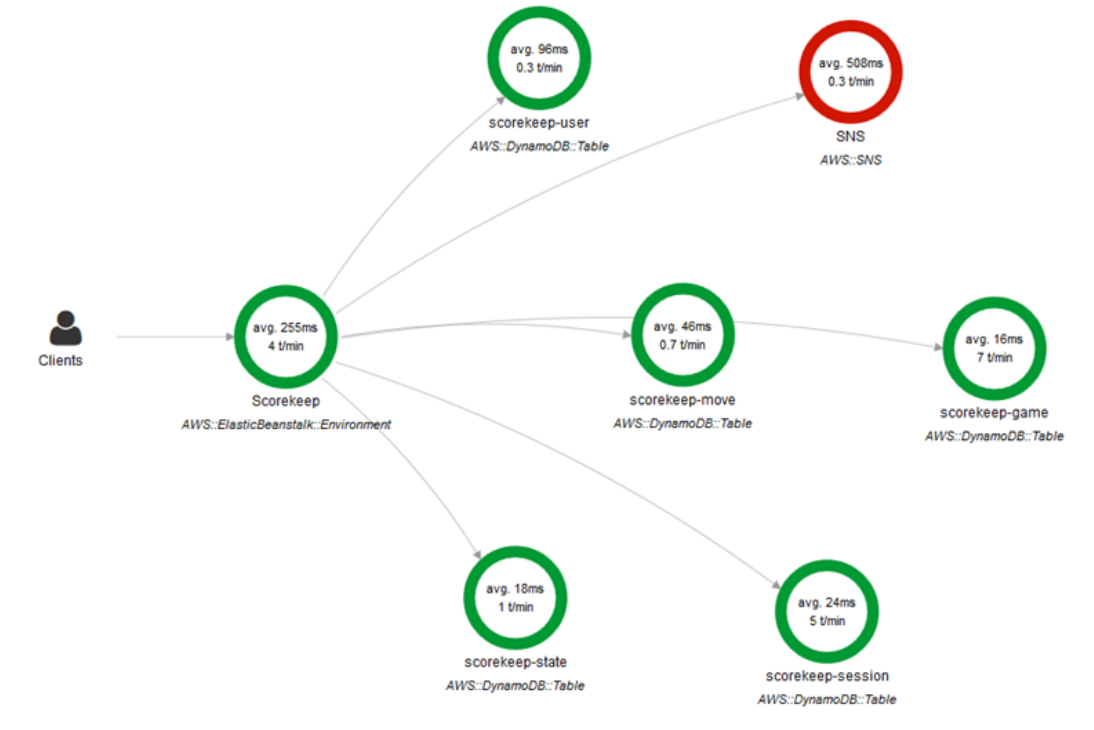 avg. 96ms
0.3 t/min
scorekeep-user
AWS::DynamoDB::Table
avg. 508ms
0.3 t/min
SNS
AWS::SNS
Clients
avg. 255ms
4 t/min
Scorekeep
AWS::ElasticBeanstalk::Environment
avg. 46ms
0.7 t/min
scorekeep-move
AWS::DynamoDB::Table
avg. 16ms
7 t/min
scorekeep-game
AWS::DynamoDB::Table
avg. 18ms
1 t/min
scorekeep-state
AWS::DynamoDB::Table
avg. 24ms
5 t/min
scorekeep-session
AWS::DynamoDB::Table